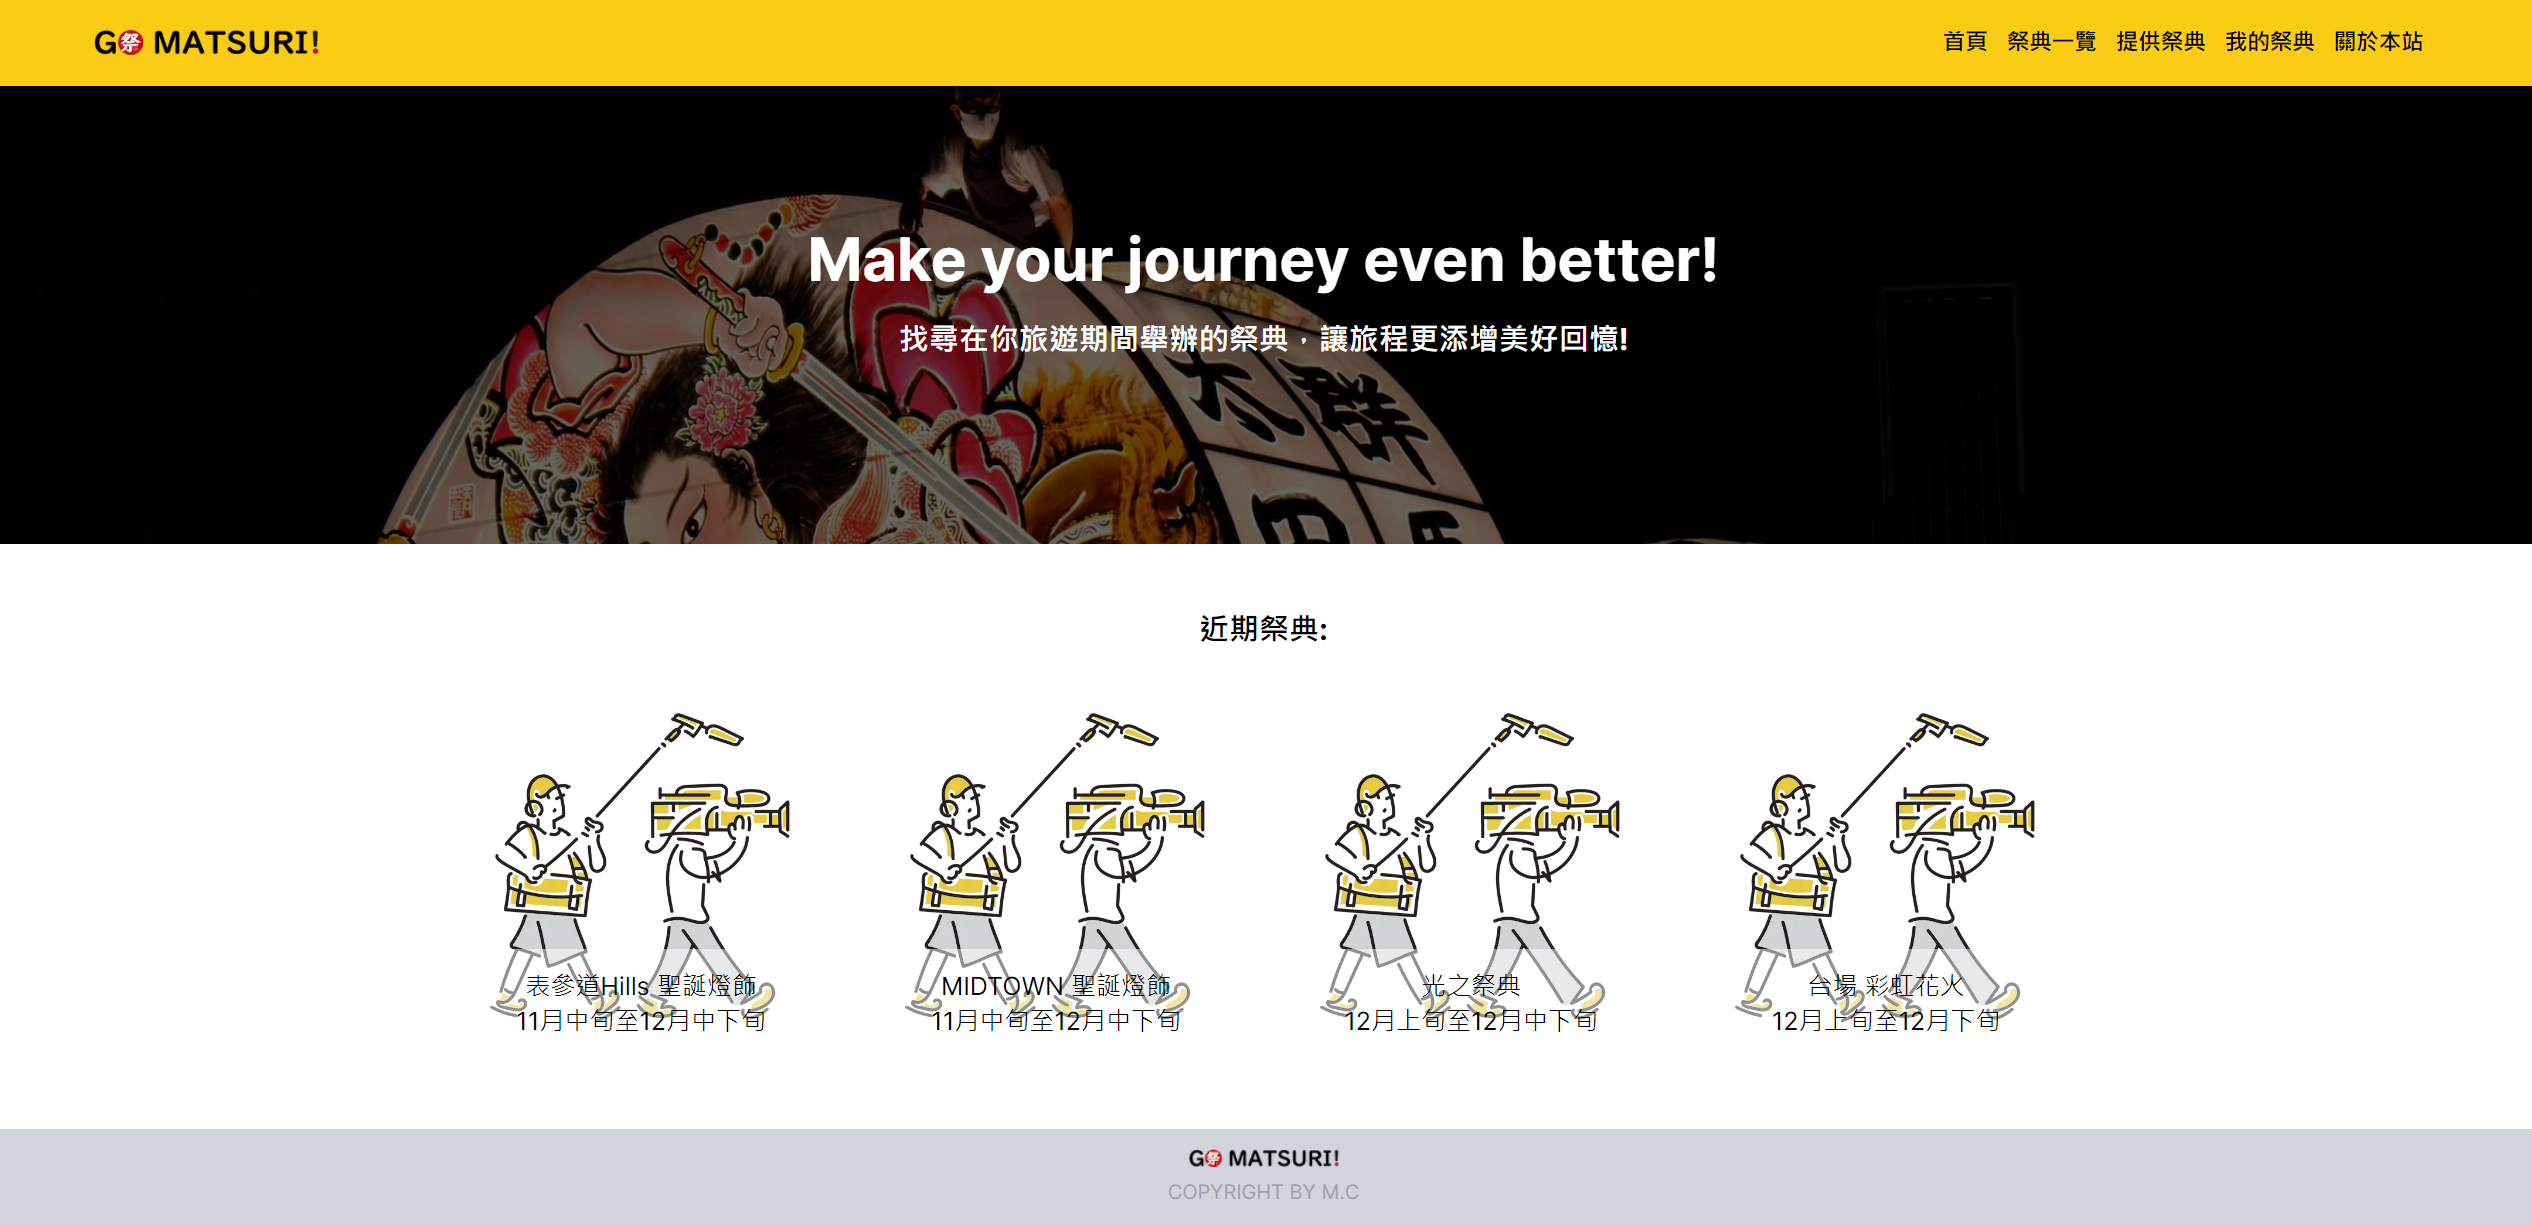 GO祭 MATSURI!
首頁 祭典一覽 提供祭典 我的祭典 關於本站
Make your journey even better!
找尋在你旅遊期間舉辦的祭典，讓旅程更添增美好回憶!
群
近期祭典:
表參道Hills 聖誕燈飾
11月中旬至12月中下旬
MIDTOWN 聖誕燈飾
11月中旬至12月中下旬
光之祭典
12月上旬至12月中下旬
台場 彩虹花火
12月上旬至12月下旬
GO祭 MATSURI!
COPYRIGHT BY M.C